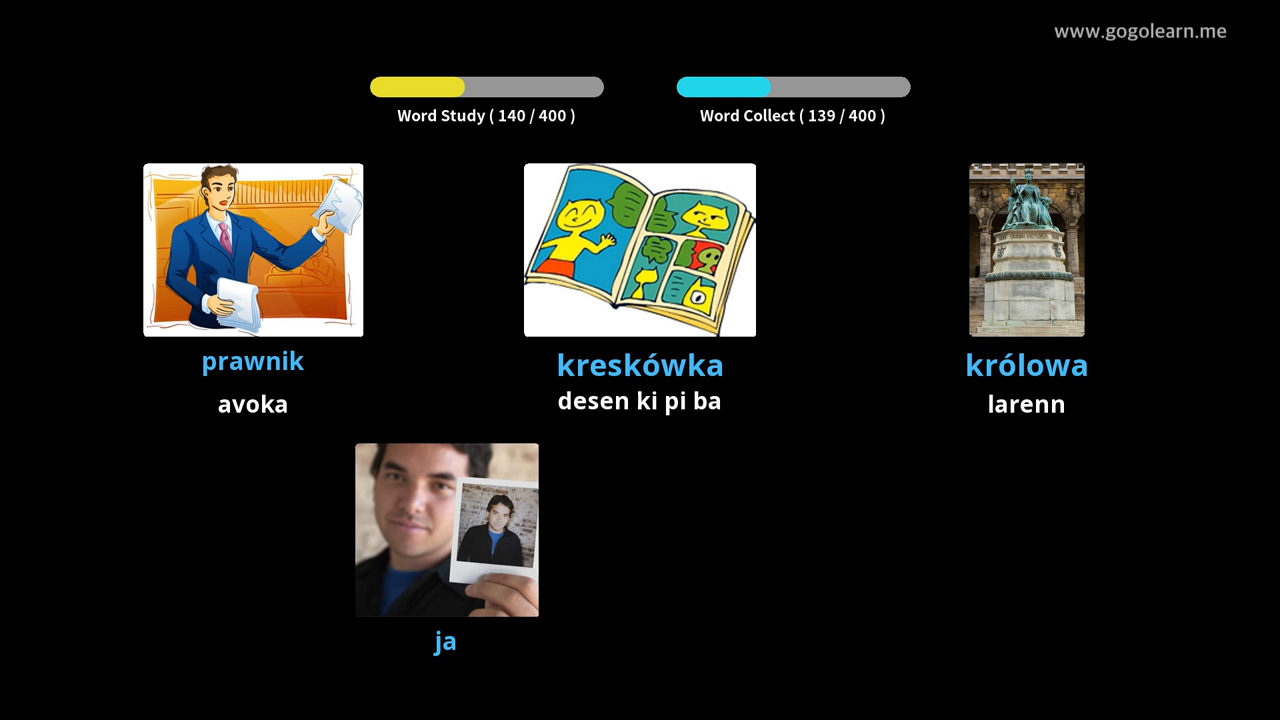 www.gogolearn.me
Word Study ( 140 / 400 )
Word Collect ( 139 / 400 )
prawnik
avoka
kreskówka
desen ki pi ba
królowa
larenn
ja